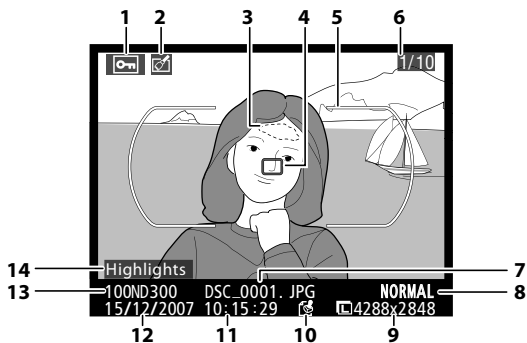 1 2 3 4 5 6
1/10
14 Highlights 7
13 100ND300 DSC_0001. JPG NORMAL 8
15/12/2007 10:15:29 L 4288x2848
12 11 10 9